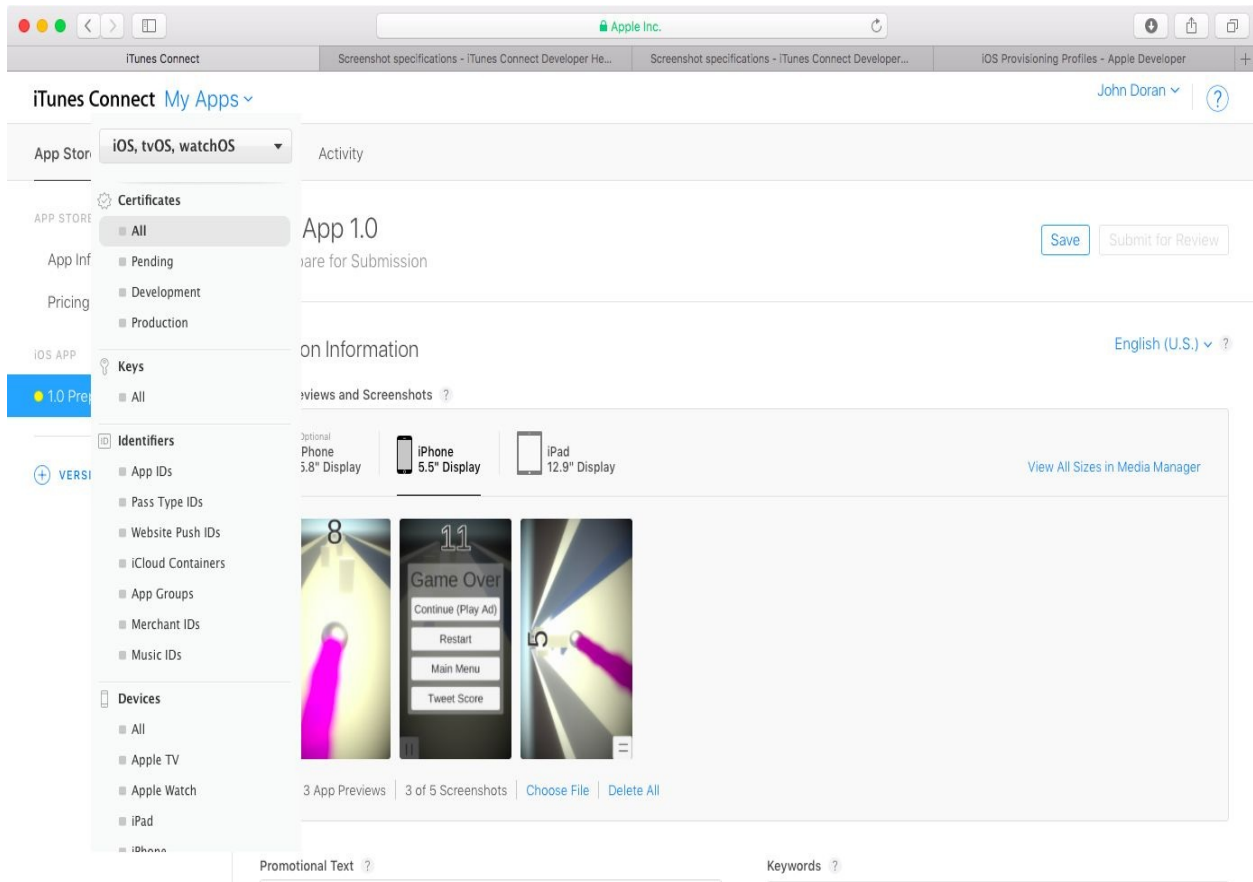 Apple Inc.
iTunes Connect
Screenshot specifications - iTunes Connect Developer He...
Screenshot specifications - iTunes Connect Developer...
iOS Provisioning Profiles - Apple Developer
+
iTunes Connect My Apps
John Doran
?
App Stor
Activity
iOS, tvOS, watchOS
Certificates
All
Pending
Development
Production
Keys
All
ID Identifiers
App IDs
Pass Type IDs
Website Push IDs
iCloud Containers
App Groups
Merchant IDs
Music IDs
Devices
All
Apple TV
Apple Watch
iPad
iPhone
APP STORE
App Inf
Pricing
iOS APP
1.0 Prep
+ VERSI
App 1.0
pare for Submission
Save
Submit for Review
on Information
English (U.S.) ?
eviews and Screenshots ?
Optional
Phone
5.8" Display
iPhone
5.5" Display
iPad
12.9" Display
View All Sizes in Media Manager
8
11
Game Over
Continue (Play Ad)
Restart
Main Menu
Tweet Score
5
3 App Previews
3 of 5 Screenshots
Choose File
Delete All
Promotional Text ?
Keywords ?